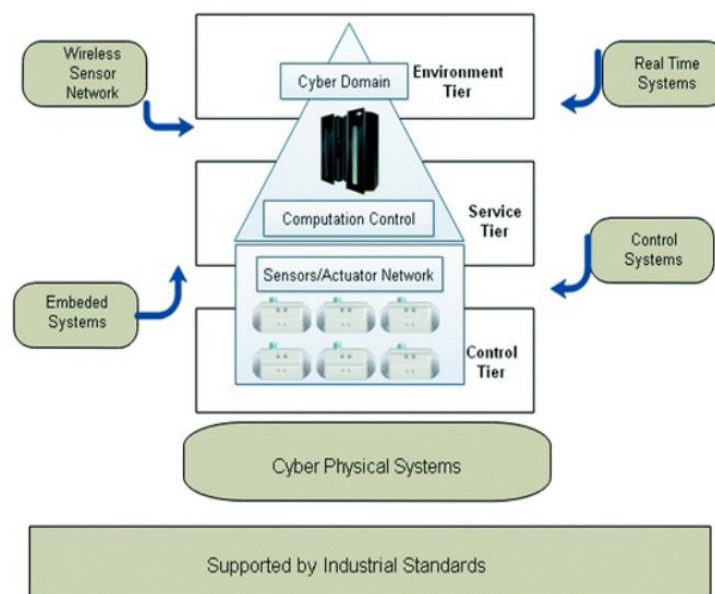 Wireless
Sensor
Network
Cyber Domain
Environment
Tier
Real Time
Systems
Computation Control
Service
Tier
Control
Systems
Sensors/Actuator Network
Embeded
Systems
Control
Tier
Cyber Physical Systems
Supported by Industrial Standards